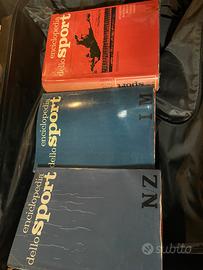 enciclopedia
dello sport
enciclopedia
dello sport
I M
enciclopedia
dello sport
N Z
subito